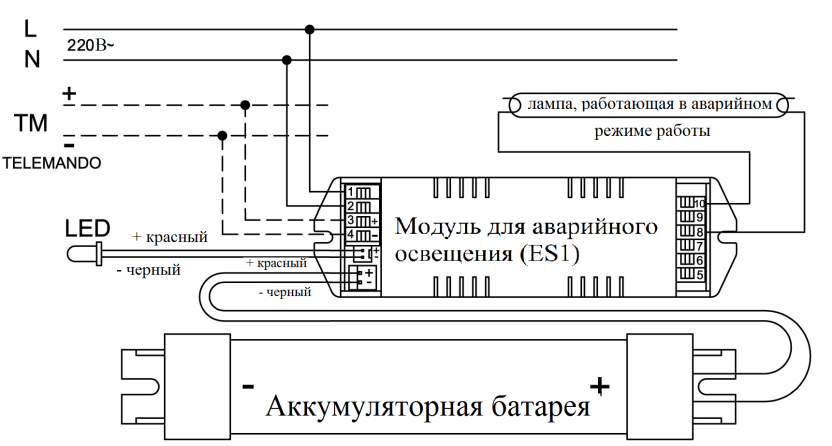 L
220В~
N
+
TM
-
TELEMANDO
лампа, работающая в аварийном
режиме работы
1
2
3 +
4 -
10
9
8
7
6
5
Модуль для аварийного
освещения (ES1)
LED
+ красный
- черный
+
-
+ красный
- черный
+
-
- +
Аккумуляторная батарея